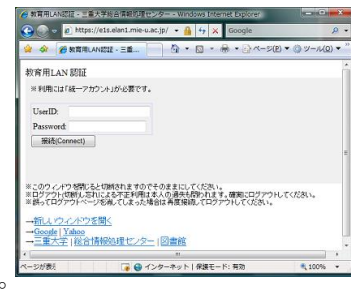 教育用LAN認証 - 三重大学総合情報処理センター - Windows Internet Explorer
https://e1s.elan1.mie-u.ac.jp/
Google
教育用LAN認証 - 三重...
ページ(P)
ツール(O)
教育用LAN 認証
※利用には「統一アカウント」が必要です。
UserID:
Password:
接続(Connect)
※このウィンドウを閉じると切断されますのでそのままにしてください。
※ログアウト(切断)し忘れによる不正利用は本人の過失も問われます。確実にログアウトしてください。
※誤ってログアウトページを消してしまった場合は再度接続してログアウトしてください。
→新しいウィンドウを開く
→Google | Yahoo
→三重大学 | 総合情報処理センター | 図書館
ページが表示
インターネット | 保護モード: 有効
100%